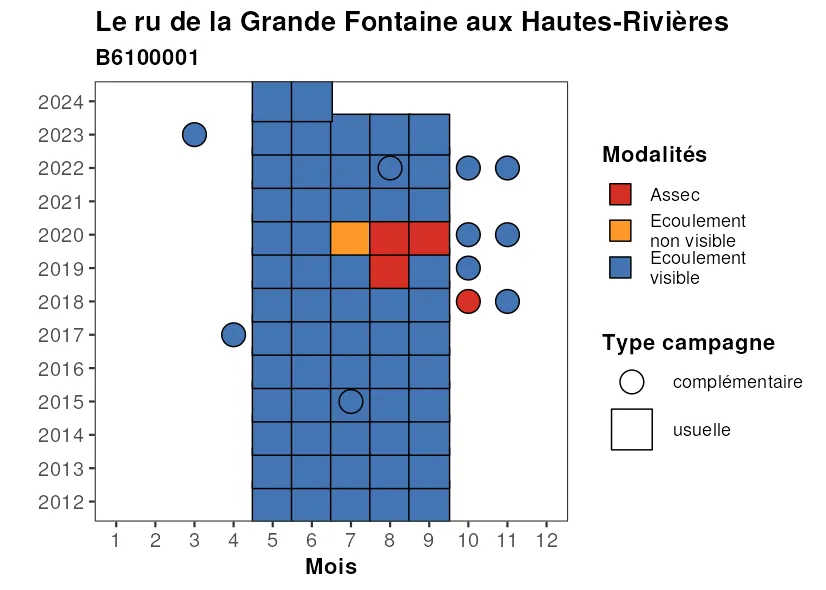 Le ru de la Grande Fontaine aux Hautes-Rivières
B6100001
2024
2023
2022
2021
2020
2019
2018
2017
2016
2015
2014
2013
2012
1 2 3 4 5 6 7 8 9 10 11 12
Mois
Modalités
Assec
Ecoulement
non visible
Ecoulement
visible
Type campagne
complémentaire
usuelle